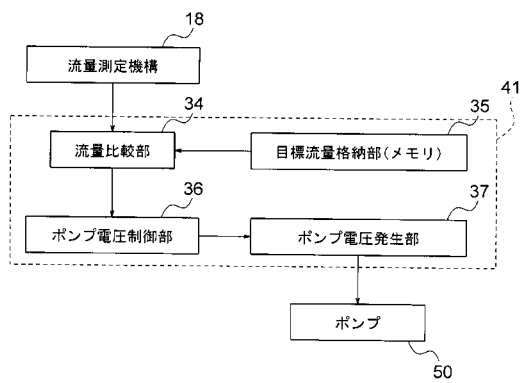 18
流量測定機構
34
35
41
流量比較部
目標流量格納部(メモリ)
36
37
ポンプ電圧制御部
ポンプ電圧発生部
ポンプ
50